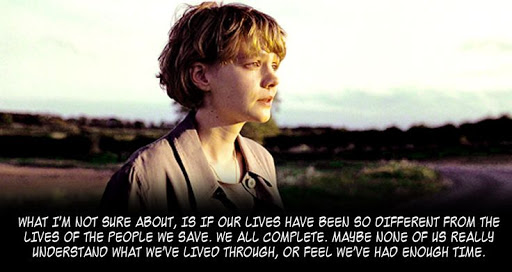 WHAT I'M NOT SURE ABOUT, IS IF OUR LIVES HAVE BEEN SO DIFFERENT FROM THE
LIVES OF THE PEOPLE WE SAVE. WE ALL COMPLETE. MAYBE NONE OF US REALLY
UNDERSTAND WHAT WE'VE LIVED THROUGH, OR FEEL WE'VE HAD ENOUGH TIME.